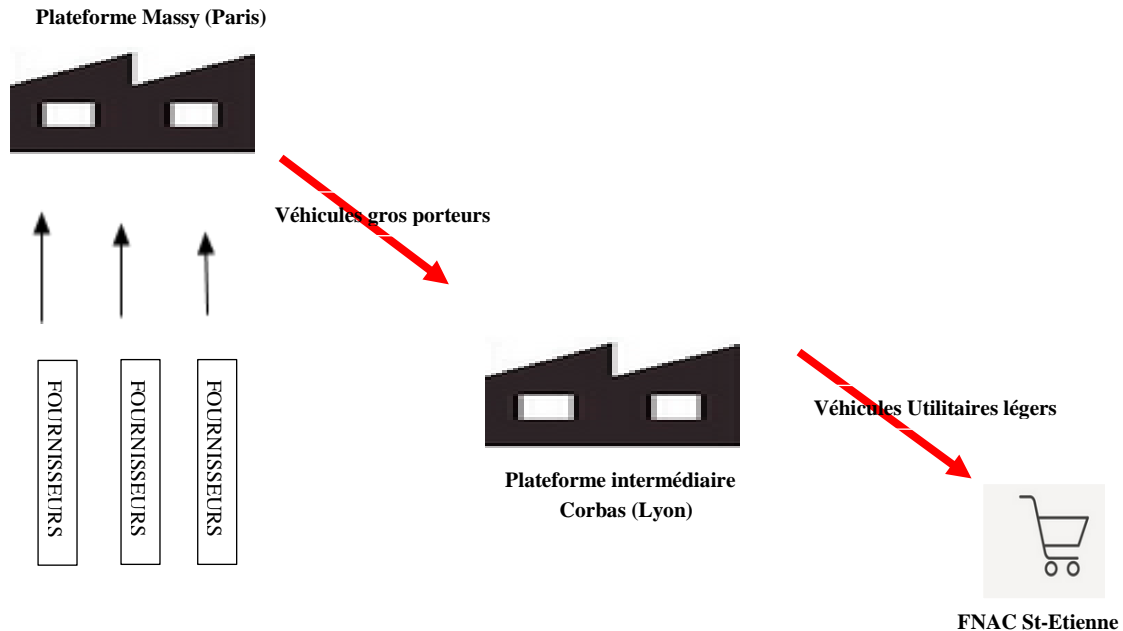 Plateforme Massy (Paris)
Véhicules gros porteurs
FOURNISSEURS
FOURNISSEURS
FOURNISSEURS
Véhicules Utilitaires légers
Plateforme intermédiaire
Corbas (Lyon)
FNAC St-Etienne